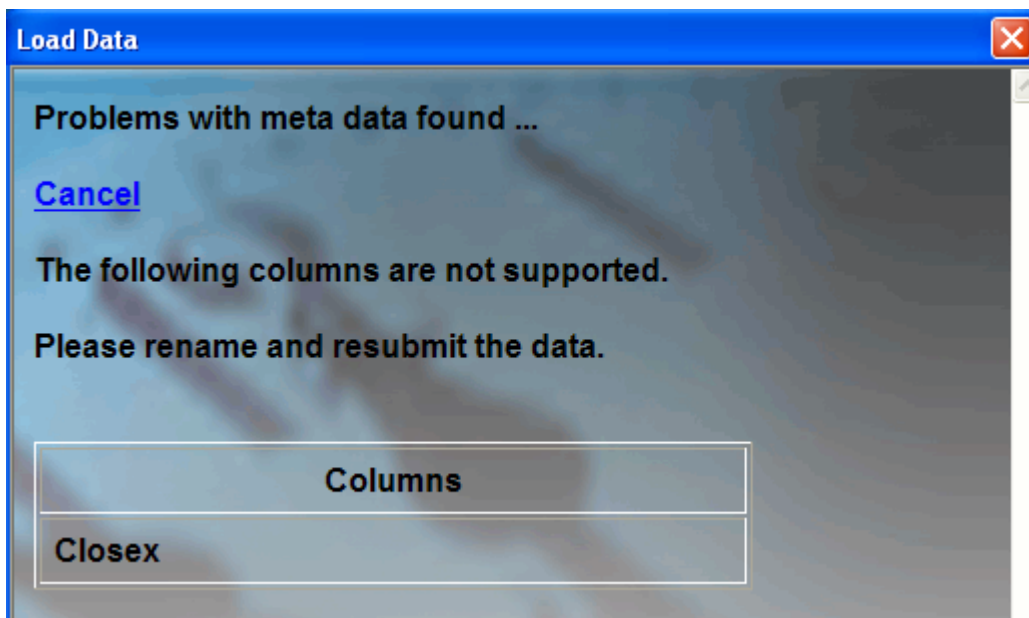 Load Data
Problems with meta data found ...
Cancel
The following columns are not supported.
Please rename and resubmit the data.
Columns
Closex